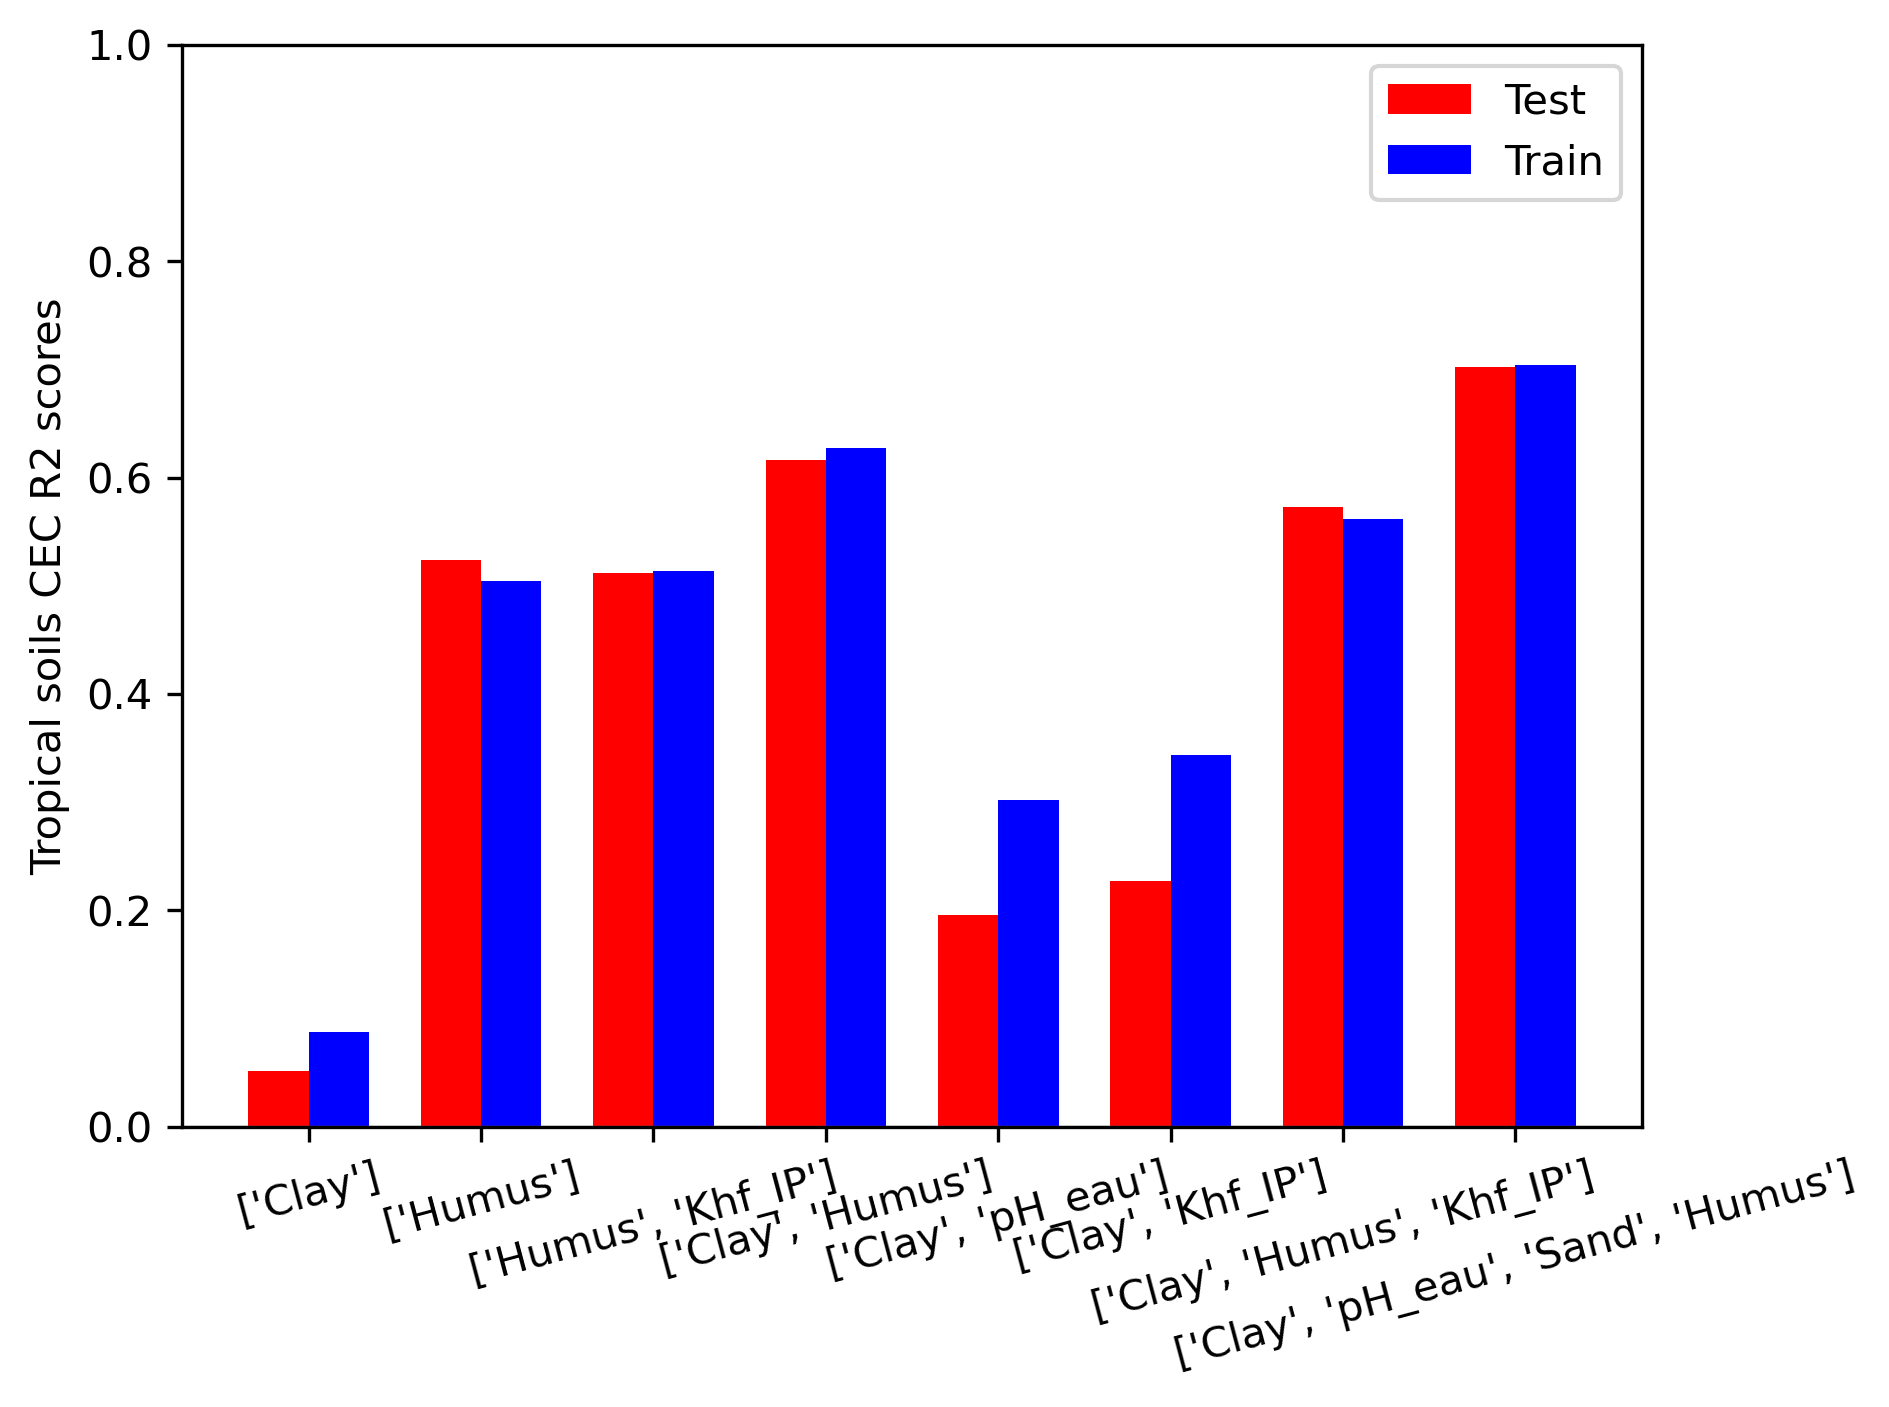 1.0
0.8
0.6
0.4
0.2
0.0
Tropical soils CEC R2 scores
Test
Train
['Clay']
['Humus']
['Humus', 'Khf_IP']
['Clay', 'Humus']
['Clay', 'pH_eau']
['Clay', 'Khf_IP']
['Clay', 'Humus', 'Khf_IP']
['Clay', 'pH_eau', 'Sand', 'Humus']